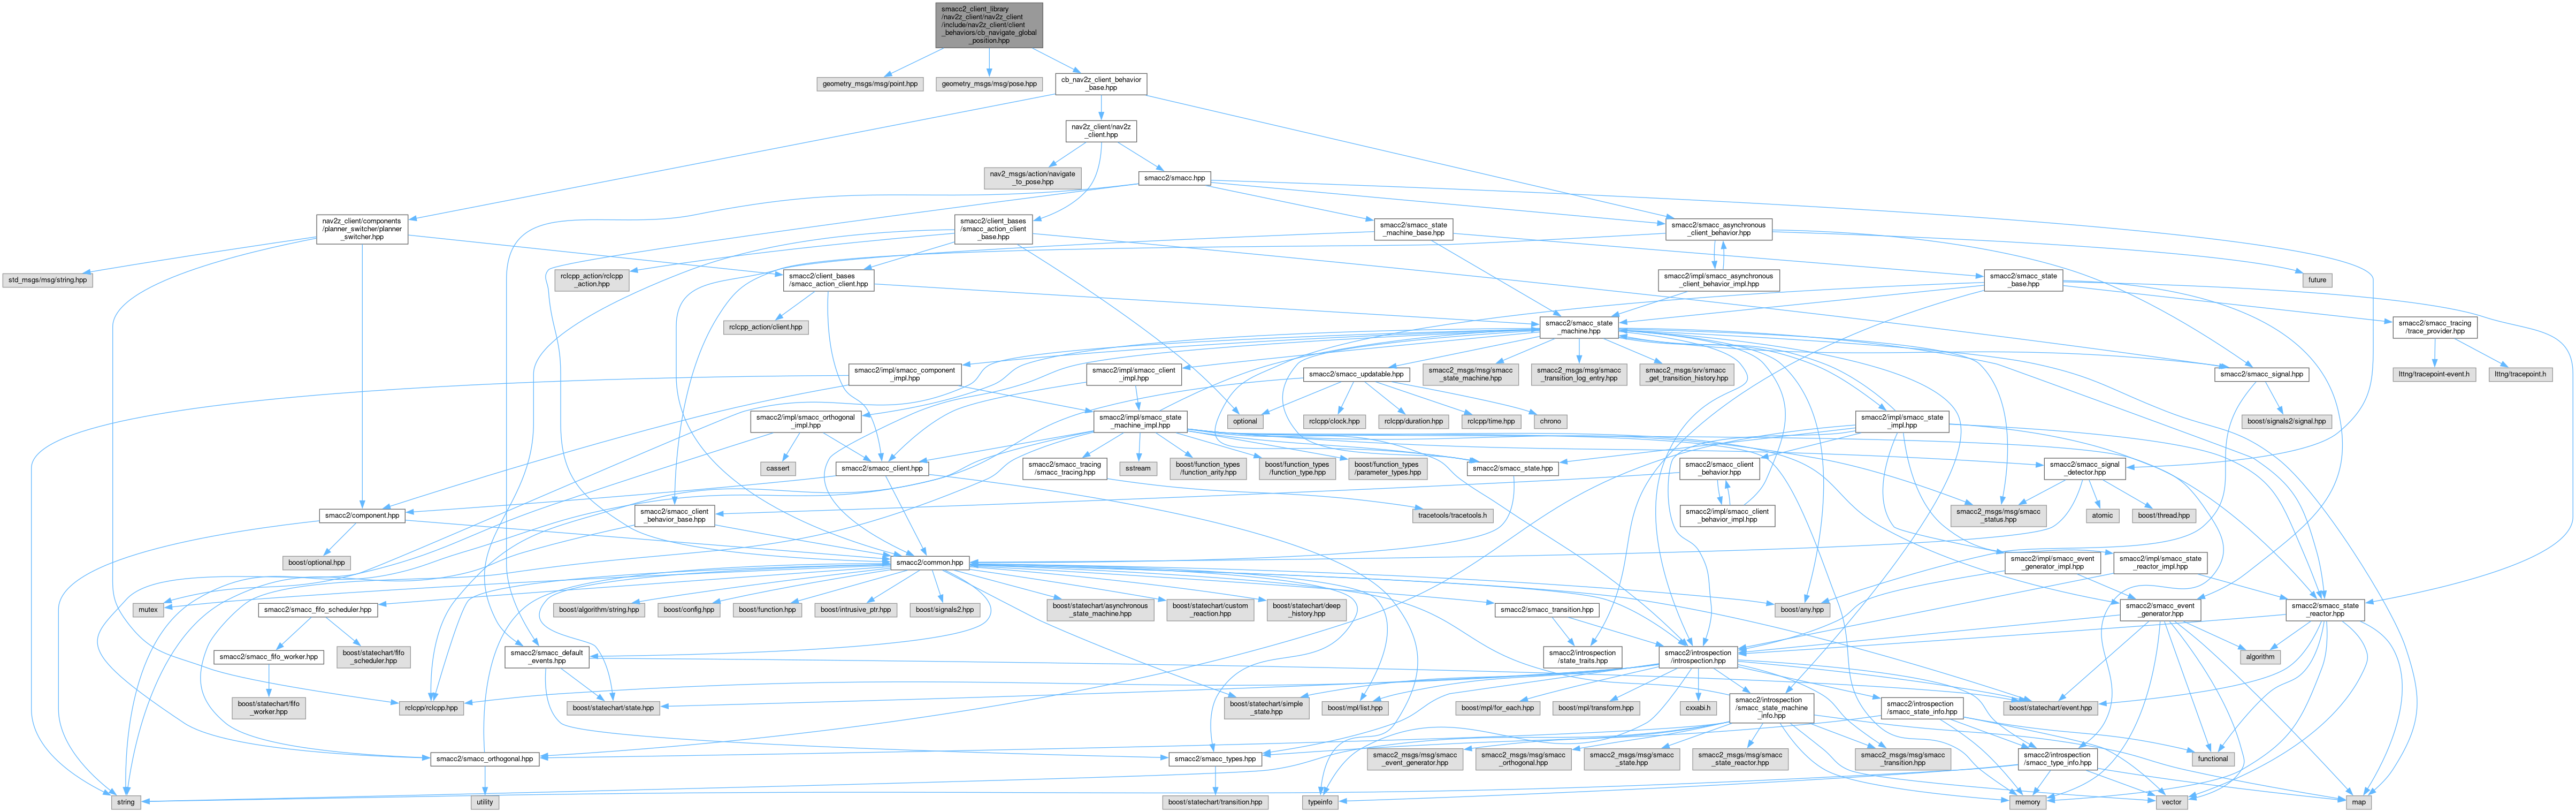 smacc2_client_library
/nav2z_client/nav2z_client
/include/nav2z_client/client
_behaviors/cb_navigate_global
_position.hpp
geometry_msgs/msg/point.hpp
geometry_msgs/msg/pose.hpp
cb_nav2z_client_behavior
_base.hpp
nav2z_client/nav2z
_client.hpp
nav2_msgs/action/navigate
_to_pose.hpp
smacc2/smacc.hpp
nav2z_client/components
/planner_switcher/planner
_switcher.hpp
smacc2/client_bases
/smacc_action_client
_base.hpp
smacc2/smacc_state
_machine_base.hpp
smacc2/smacc_asynchronous
_client_behavior.hpp
std_msgs/msg/string.hpp
rclcpp_action/rclcpp
_action.hpp
smacc2/client_bases
/smacc_action_client.hpp
smacc2/impl/smacc_asynchronous
_client_behavior_impl.hpp
smacc2/smacc_state
_base.hpp
future
rclcpp_action/client.hpp
smacc2/smacc_state
_machine.hpp
smacc2/smacc_tracing
/trace_provider.hpp
smacc2/impl/smacc_component
_impl.hpp
smacc2/impl/smacc_client
_impl.hpp
smacc2/smacc_updatable.hpp
smacc2_msgs/msg/smacc
_state_machine.hpp
smacc2_msgs/msg/smacc
_transition_log_entry.hpp
smacc2_msgs/srv/smacc
_get_transition_history.hpp
smacc2/smacc_signal.hpp
lttng/tracepoint-event.h
lttng/tracepoint.h
smacc2/impl/smacc_orthogonal
_impl.hpp
smacc2/impl/smacc_state
_machine_impl.hpp
optional
rclcpp/clock.hpp
rclcpp/duration.hpp
rclcpp/time.hpp
chrono
smacc2/impl/smacc_state
_impl.hpp
boost/signals2/signal.hpp
cassert
smacc2/smacc_client.hpp
smacc2/smacc_tracing
/smacc_tracing.hpp
sstream
boost/function_types
/function_arity.hpp
boost/function_types
/function_type.hpp
boost/function_types
/parameter_types.hpp
smacc2/smacc_state.hpp
smacc2/smacc_client
_behavior.hpp
smacc2/smacc_signal
_detector.hpp
smacc2/component.hpp
smacc2/smacc_client
_behavior_base.hpp
tracetools/tracetools.h
smacc2/impl/smacc_client
_behavior_impl.hpp
smacc2_msgs/msg/smacc
_status.hpp
atomic
boost/thread.hpp
boost/optional.hpp
smacc2/common.hpp
smacc2/impl/smacc_event
_generator_impl.hpp
smacc2/impl/smacc_state
_reactor_impl.hpp
mutex
smacc2/smacc_fifo_scheduler.hpp
boost/algorithm/string.hpp
boost/config.hpp
boost/function.hpp
boost/intrusive_ptr.hpp
boost/signals2.hpp
boost/statechart/asynchronous
_state_machine.hpp
boost/statechart/custom
_reaction.hpp
boost/statechart/deep
_history.hpp
smacc2/smacc_transition.hpp
boost/any.hpp
smacc2/smacc_event
_generator.hpp
smacc2/smacc_state
_reactor.hpp
smacc2/smacc_fifo_worker.hpp
boost/statechart/fifo
_scheduler.hpp
smacc2/smacc_default
_events.hpp
smacc2/introspection
/state_traits.hpp
smacc2/introspection
/introspection.hpp
algorithm
boost/statechart/fifo
_worker.hpp
rclcpp/rclcpp.hpp
boost/statechart/state.hpp
boost/statechart/simple
_state.hpp
boost/mpl/list.hpp
boost/mpl/for_each.hpp
boost/mpl/transform.hpp
cxxabi.h
smacc2/introspection
/smacc_state_machine
_info.hpp
smacc2/introspection
/smacc_state_info.hpp
boost/statechart/event.hpp
smacc2/smacc_orthogonal.hpp
smacc2/smacc_types.hpp
smacc2_msgs/msg/smacc
_event_generator.hpp
smacc2_msgs/msg/smacc
_orthogonal.hpp
smacc2_msgs/msg/smacc
_state.hpp
smacc2_msgs/msg/smacc
_state_reactor.hpp
smacc2_msgs/msg/smacc
_transition.hpp
smacc2/introspection
/smacc_type_info.hpp
functional
string
utility
boost/statechart/transition.hpp
typeinfo
memory
vector
map